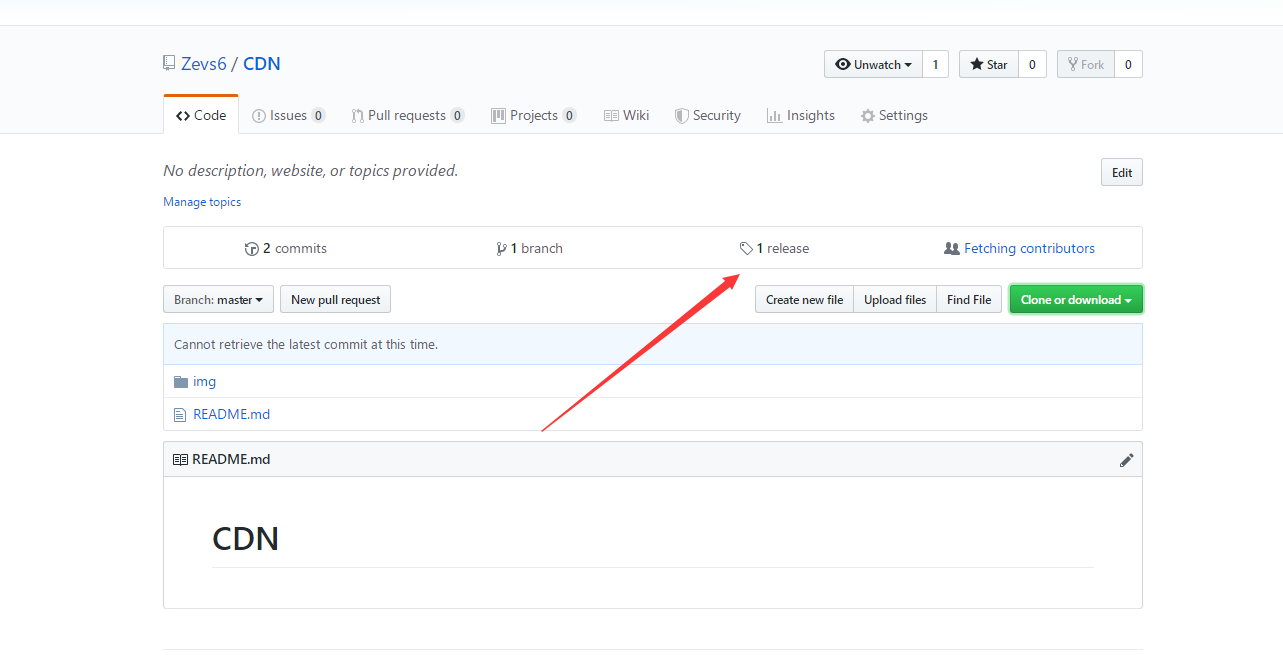 Zevs6 / CDN
Unwatch 1 Star 0 Fork 0
Code Issues 0 Pull requests 0 Projects 0 Wiki Security Insights Settings
No description, website, or topics provided.
Edit
Manage topics
2 commits 1 branch 1 release Fetching contributors
Branch: master New pull request Create new file Upload files Find File Clone or download
Cannot retrieve the latest commit at this time.
img
README.md
README.md
CDN